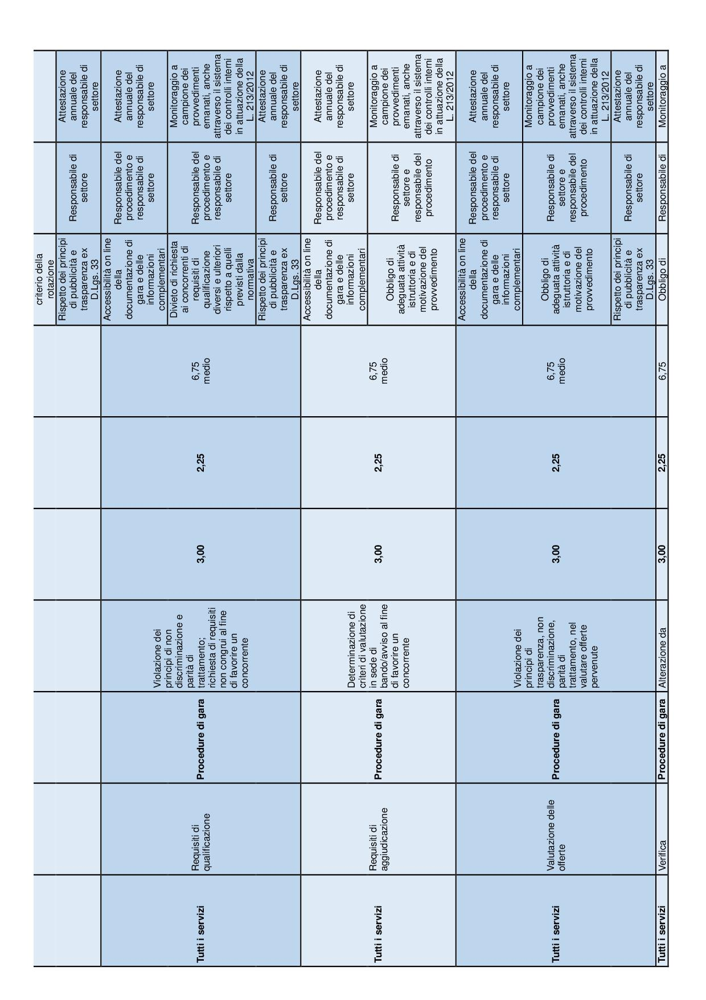 criterio della
rotazione
Rispetto dei principi
di pubblicità e
trasparenza ex
D.Lgs. 33
Responsabile di
settore
Attestazione
annuale del
responsabile di
settore
Tutti i servizi
Requisiti di
qualificazione
Procedure di gara
Violazione dei
principi di non
discriminazione e
parità di
trattamento;
richiesta di requisiti
non congrui al fine
di favorire un
concorrente
3,00
2,25
6,75
medio
Accessibilità on line
della
documentazione di
gara e delle
informazioni
complementari
Responsabile del
procedimento e
responsabile di
settore
Attestazione
annuale del
responsabile di
settore
Divieto di richiesta
ai concorrenti di
requisiti di
qualificazione
diversi e ulteriori
rispetto a quelli
previsti dalla
normativa
Responsabile del
procedimento e
responsabile di
settore
Monitoraggio a
campione dei
provvedimenti
emanati, anche
attraverso il sistema
dei controlli interni
in attuazione della
L. 213/2012
Rispetto dei principi
di pubblicità e
trasparenza ex
D.Lgs. 33
Responsabile di
settore
Attestazione
annuale del
responsabile di
settore
Tutti i servizi
Requisiti di
aggiudicazione
Procedure di gara
Determinazione di
criteri di valutazione
in sede di
bando/avviso al fine
di favorire un
concorrente
3,00
2,25
6,75
medio
Accessibilità on line
della
documentazione di
gara e delle
informazioni
complementari
Responsabile del
procedimento e
responsabile di
settore
Attestazione
annuale del
responsabile di
settore
Obbligo di
adeguata attività
istruttoria e di
motivazione del
provvedimento
Responsabile di
settore e
responsabile del
procedimento
Monitoraggio a
campione dei
provvedimenti
emanati, anche
attraverso il sistema
dei controlli interni
in attuazione della
L. 213/2012
Tutti i servizi
Valutazione delle
offerte
Procedure di gara
Violazione dei
principi di
trasparenza, non
discriminazione,
parità di
trattamento, nel
valutare offerte
pervenute
3,00
2,25
6,75
medio
Accessibilità on line
della
documentazione di
gara e delle
informazioni
complementari
Responsabile del
procedimento e
responsabile di
settore
Attestazione
annuale del
responsabile di
settore
Obbligo di
adeguata attività
istruttoria e di
motivazione del
provvedimento
Responsabile di
settore e
responsabile del
procedimento
Monitoraggio a
campione dei
provvedimenti
emanati, anche
attraverso il sistema
dei controlli interni
in attuazione della
L. 213/2012
Rispetto dei principi
di pubblicità e
trasparenza ex
D.Lgs. 33
Responsabile di
settore
Attestazione
annuale del
responsabile di
settore
Tutti i servizi
Verifica
Procedure di gara
Alterazione da
3,00
2,25
6,75
Obbligo di
Responsabile di
Monitoraggio a